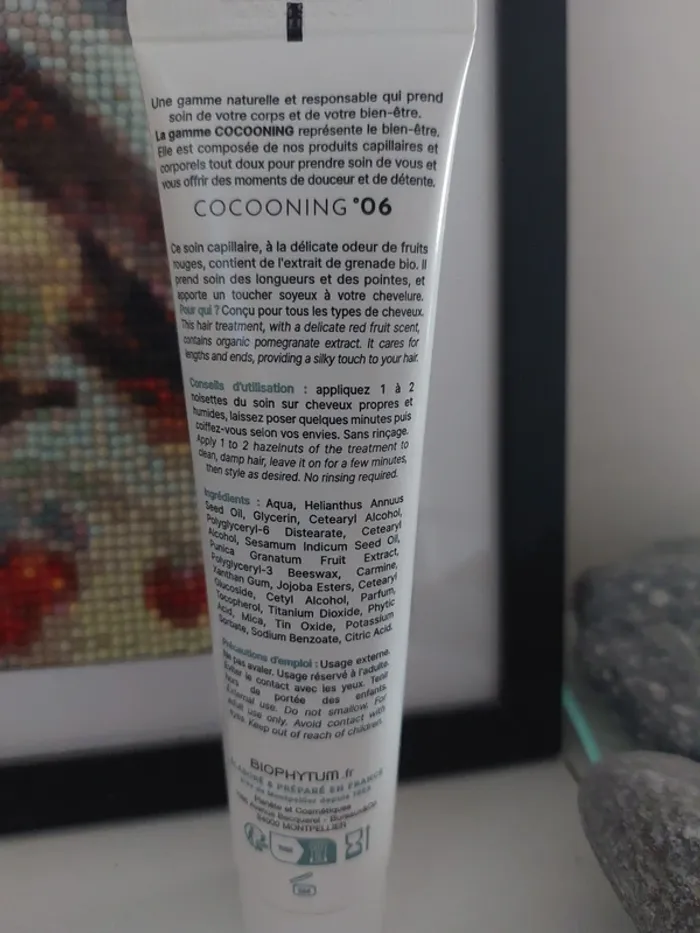 Une gamme naturelle et responsable qui prend
soin de votre corps et de votre bien-être.
La gamme COCOONING représente le bien-être.
Elle est composée de nos produits capillaires et
corporels tout doux pour prendre soin de vous et
vous offrir des moments de douceur et de détente.
COCOONING °06
Ce soin capillaire, à la délicate odeur de fruits
rouges, contient de l'extrait de grenade bio. Il
prend soin des longueurs et des pointes, et
apporte un toucher soyeux à votre chevelure.
Pour qui ? Conçu pour tous les types de cheveux.
This hair treatment, with a delicate red fruit scent,
contains organic pomegranate extract. It cares for
lengths and ends, providing a silky touch to your hair.
Conseils d'utilisation : appliquez 1 à 2
noisettes du soin sur cheveux propres et
humides, laissez poser quelques minutes puis
coiffez-vous selon vos envies. Sans rinçage.
Apply 1 to 2 hazelnuts of the treatment to
clean, damp hair, leave it on for a few minutes,
then style as desired. No rinsing required.
Ingrédients : Aqua, Helianthus Annuus
Seed Oil, Glycerin, Cetearyl Alcohol,
Polyglyceryl-6 Distearate, Cetearyl
Alcohol, Sesamum Indicum Seed Oil,
Punica Granatum Fruit Extract,
Polyglyceryl-3 Beeswax, Carmine,
Xanthan Gum, Jojoba Esters, Cetearyl
Glucoside, Cetyl Alcohol, Parfum,
Tocopherol, Titanium Dioxide, Phytic
Acid, Mica, Tin Oxide, Potassium
Sorbate, Sodium Benzoate, Citric Acid.
Précautions d'emploi : Usage externe.
Ne pas avaler. Usage réservé à l'adulte.
Éviter le contact avec les yeux. Tenir
hors de portée des enfants.
External use. Do not swallow. For
adult use only. Avoid contact with
eyes. Keep out of reach of children.
BIOPHYTUM.fr
ÉLABORÉ & PRÉPARÉ EN FRANCE
près de Montpellier depuis
Planète et Cosmétiques
Avenue Becquerel - Bureau
34000 MONTPELLIER